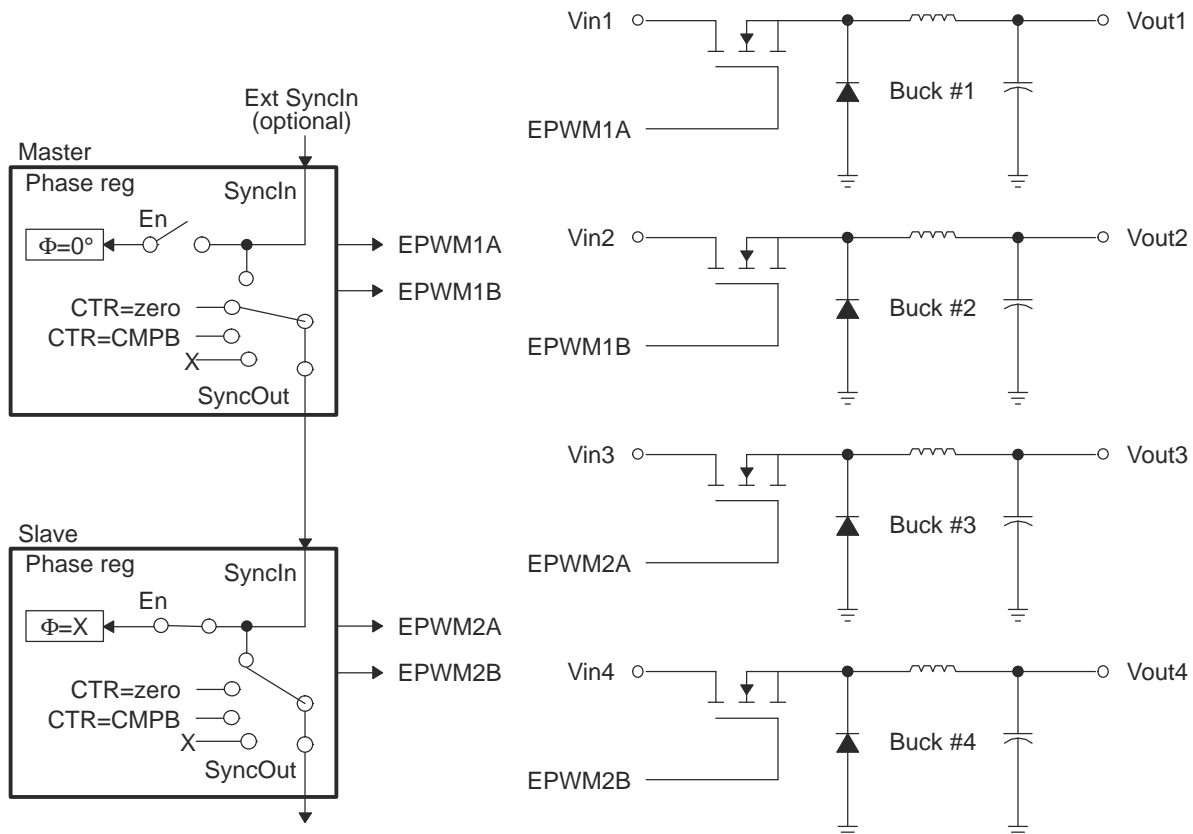 Ext SyncIn
(optional)
Master
Phase reg
SyncIn
En
Φ=0°
EPWM1A
EPWM1B
CTR=zero
CTR=CMPB
X
SyncOut
Slave
Phase reg
SyncIn
En
Φ=X
EPWM2A
EPWM2B
CTR=zero
CTR=CMPB
X
SyncOut
Vin1
Vout1
Buck #1
EPWM1A
Vin2
Vout2
Buck #2
EPWM1B
Vin3
Vout3
Buck #3
EPWM2A
Vin4
Vout4
Buck #4
EPWM2B